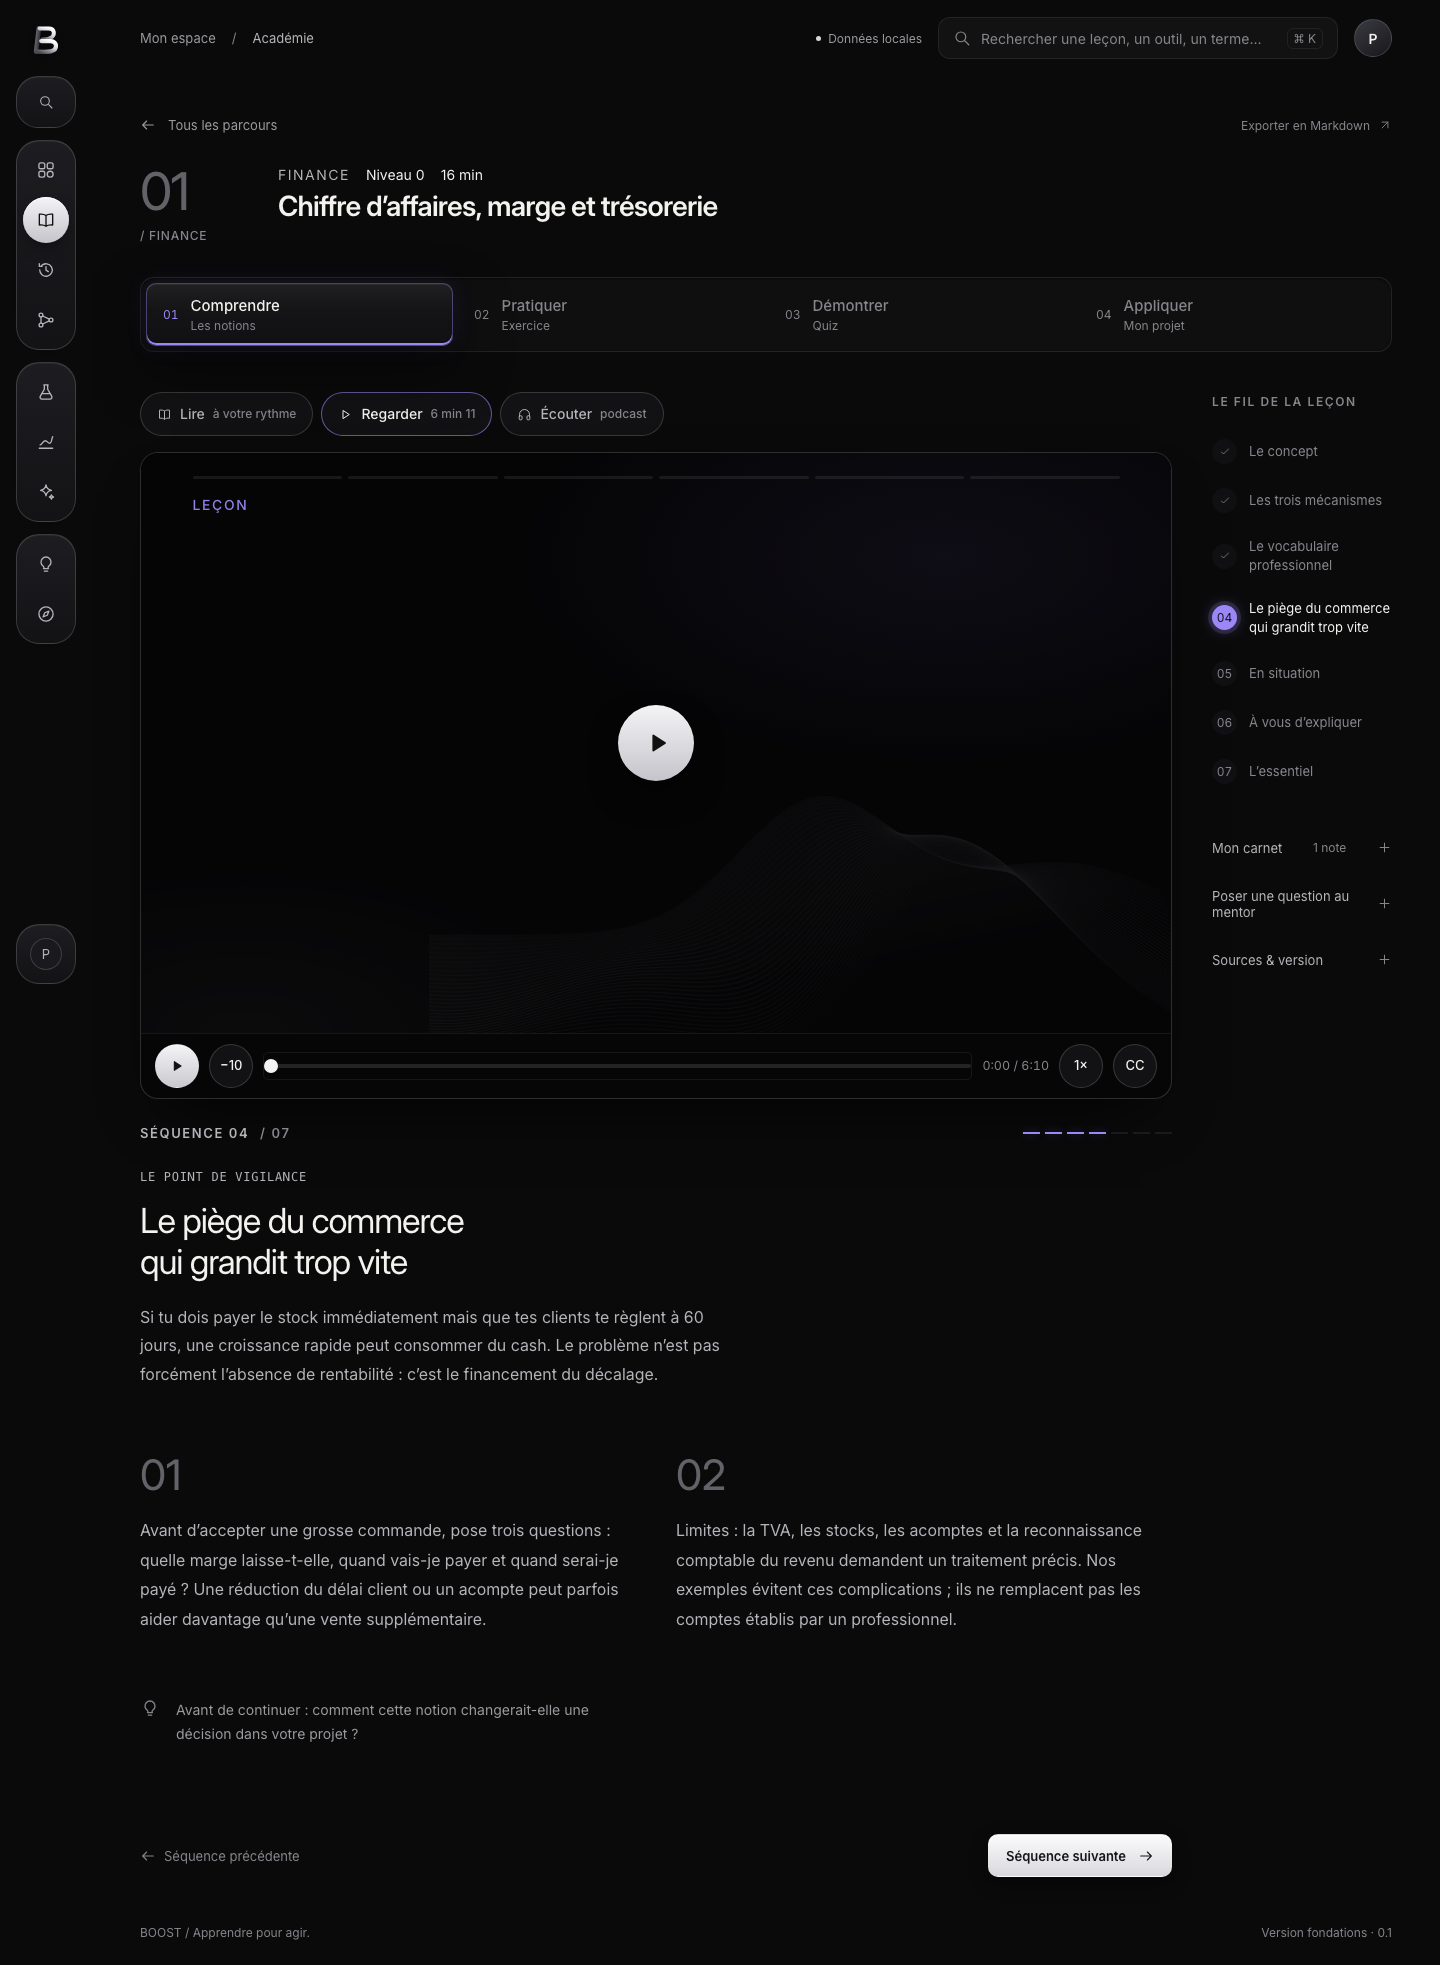 B
Mon espace / Académie
Données locales
Rechercher une leçon, un outil, un terme...
⌘ K
P
Tous les parcours
Exporter en Markdown
01
/ FINANCE
FINANCE Niveau 0 16 min
Chiffre d’affaires, marge et trésorerie
01 Comprendre
Les notions
02 Pratiquer
Exercice
03 Démontrer
Quiz
04 Appliquer
Mon projet
Lire à votre rythme
Regarder 6 min 11
Écouter podcast
LEÇON
−10
0:00 / 6:10
1×
CC
LE FIL DE LA LEÇON
Le concept
Les trois mécanismes
Le vocabulaire
professionnel
04 Le piège du commerce
qui grandit trop vite
05 En situation
06 À vous d’expliquer
07 L’essentiel
Mon carnet 1 note +
Poser une question au
mentor +
Sources & version +
P
SÉQUENCE 04 / 07
LE POINT DE VIGILANCE
Le piège du commerce
qui grandit trop vite
Si tu dois payer le stock immédiatement mais que tes clients te règlent à 60
jours, une croissance rapide peut consommer du cash. Le problème n’est pas
forcément l’absence de rentabilité : c’est le financement du décalage.
01
Avant d’accepter une grosse commande, pose trois questions :
quelle marge laisse-t-elle, quand vais-je payer et quand serai-je
payé ? Une réduction du délai client ou un acompte peut parfois
aider davantage qu’une vente supplémentaire.
02
Limites : la TVA, les stocks, les acomptes et la reconnaissance
comptable du revenu demandent un traitement précis. Nos
exemples évitent ces complications ; ils ne remplacent pas les
comptes établis par un professionnel.
Avant de continuer : comment cette notion changerait-elle une
décision dans votre projet ?
Séquence précédente
Séquence suivante
BOOST / Apprendre pour agir.
Version fondations · 0.1